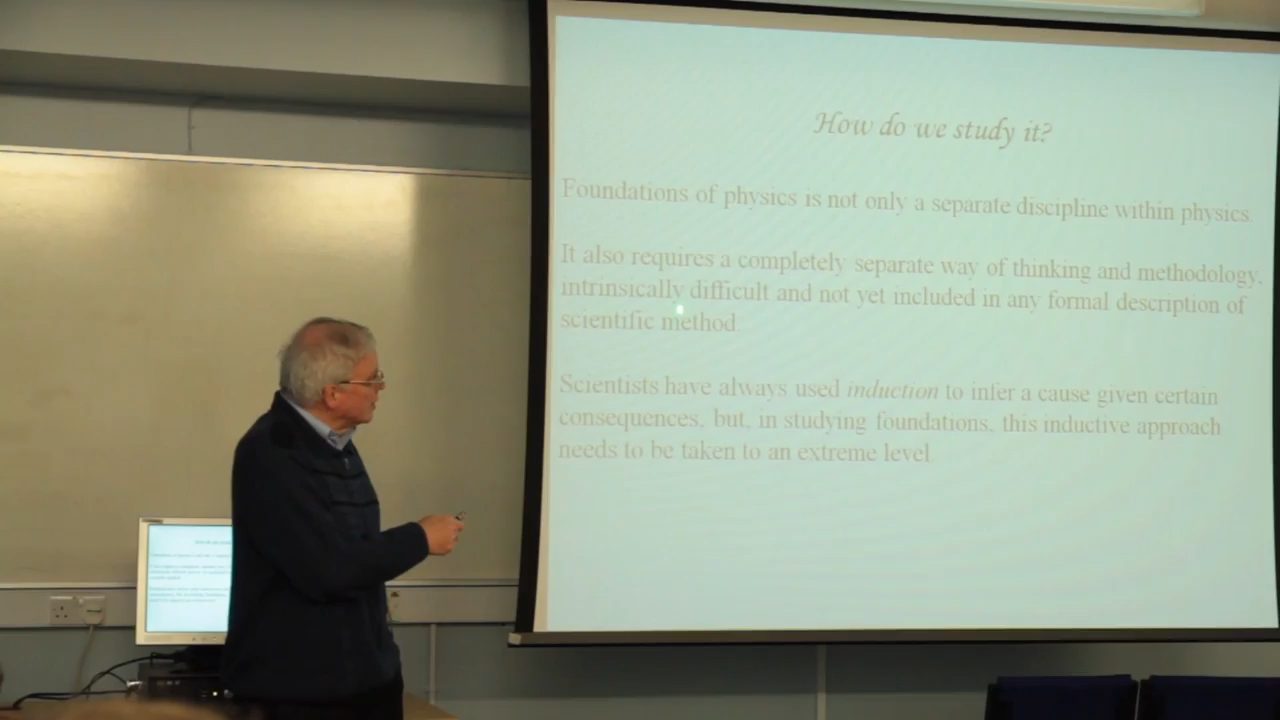 How do we study it?
Foundations of physics is not only a separate discipline within physics.
It also requires a completely separate way of thinking and methodology,
intrinsically difficult and not yet included in any formal description of
scientific method.
Scientists have always used induction to infer a cause given certain
consequences, but, in studying foundations, this inductive approach
needs to be taken to an extreme level.